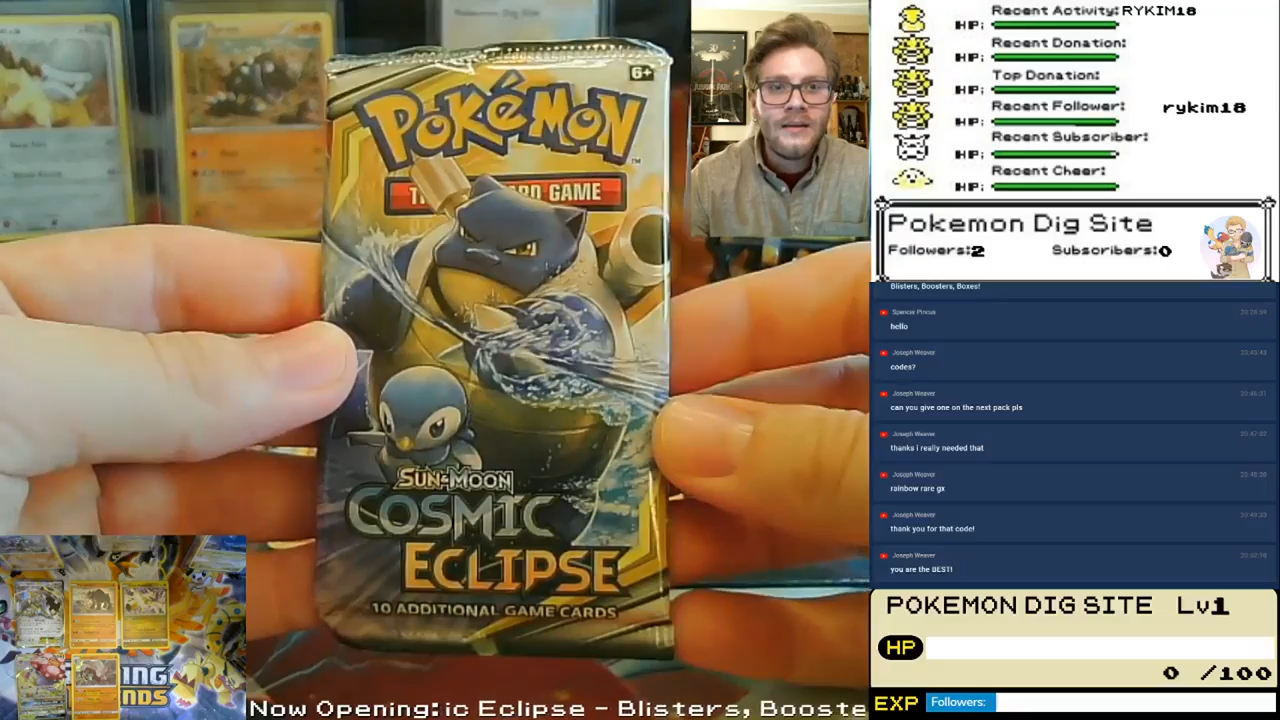 Pokemon Dig Site
6+
POKéMON
TM
TRADING CARD GAME
SUN & MOON
COSMIC
ECLIPSE
10 ADDITIONAL GAME CARDS
Now Opening:ic Eclipse - Blisters, Booste
Recent Activity:RYKIM18
HP:
Recent Donation:
HP:
Top Donation:
HP:
Recent Follower: rykim18
HP:
Recent Subscriber:
HP:
Recent Cheer:
HP:
Pokemon Dig Site
Followers:2 Subscribers:0
Blisters, Boosters, Boxes!
Spencer Pincus
hello
Joseph Weaver
codes?
Joseph Weaver
can you give one on the next pack pls
Joseph Weaver
thanks i really needed that
Joseph Weaver
rainbow rare gx
Joseph Weaver
thank you for that code!
Joseph Weaver
you are the BEST!
POKEMON DIG SITE Lv1
HP
0 /100
EXP Followers: